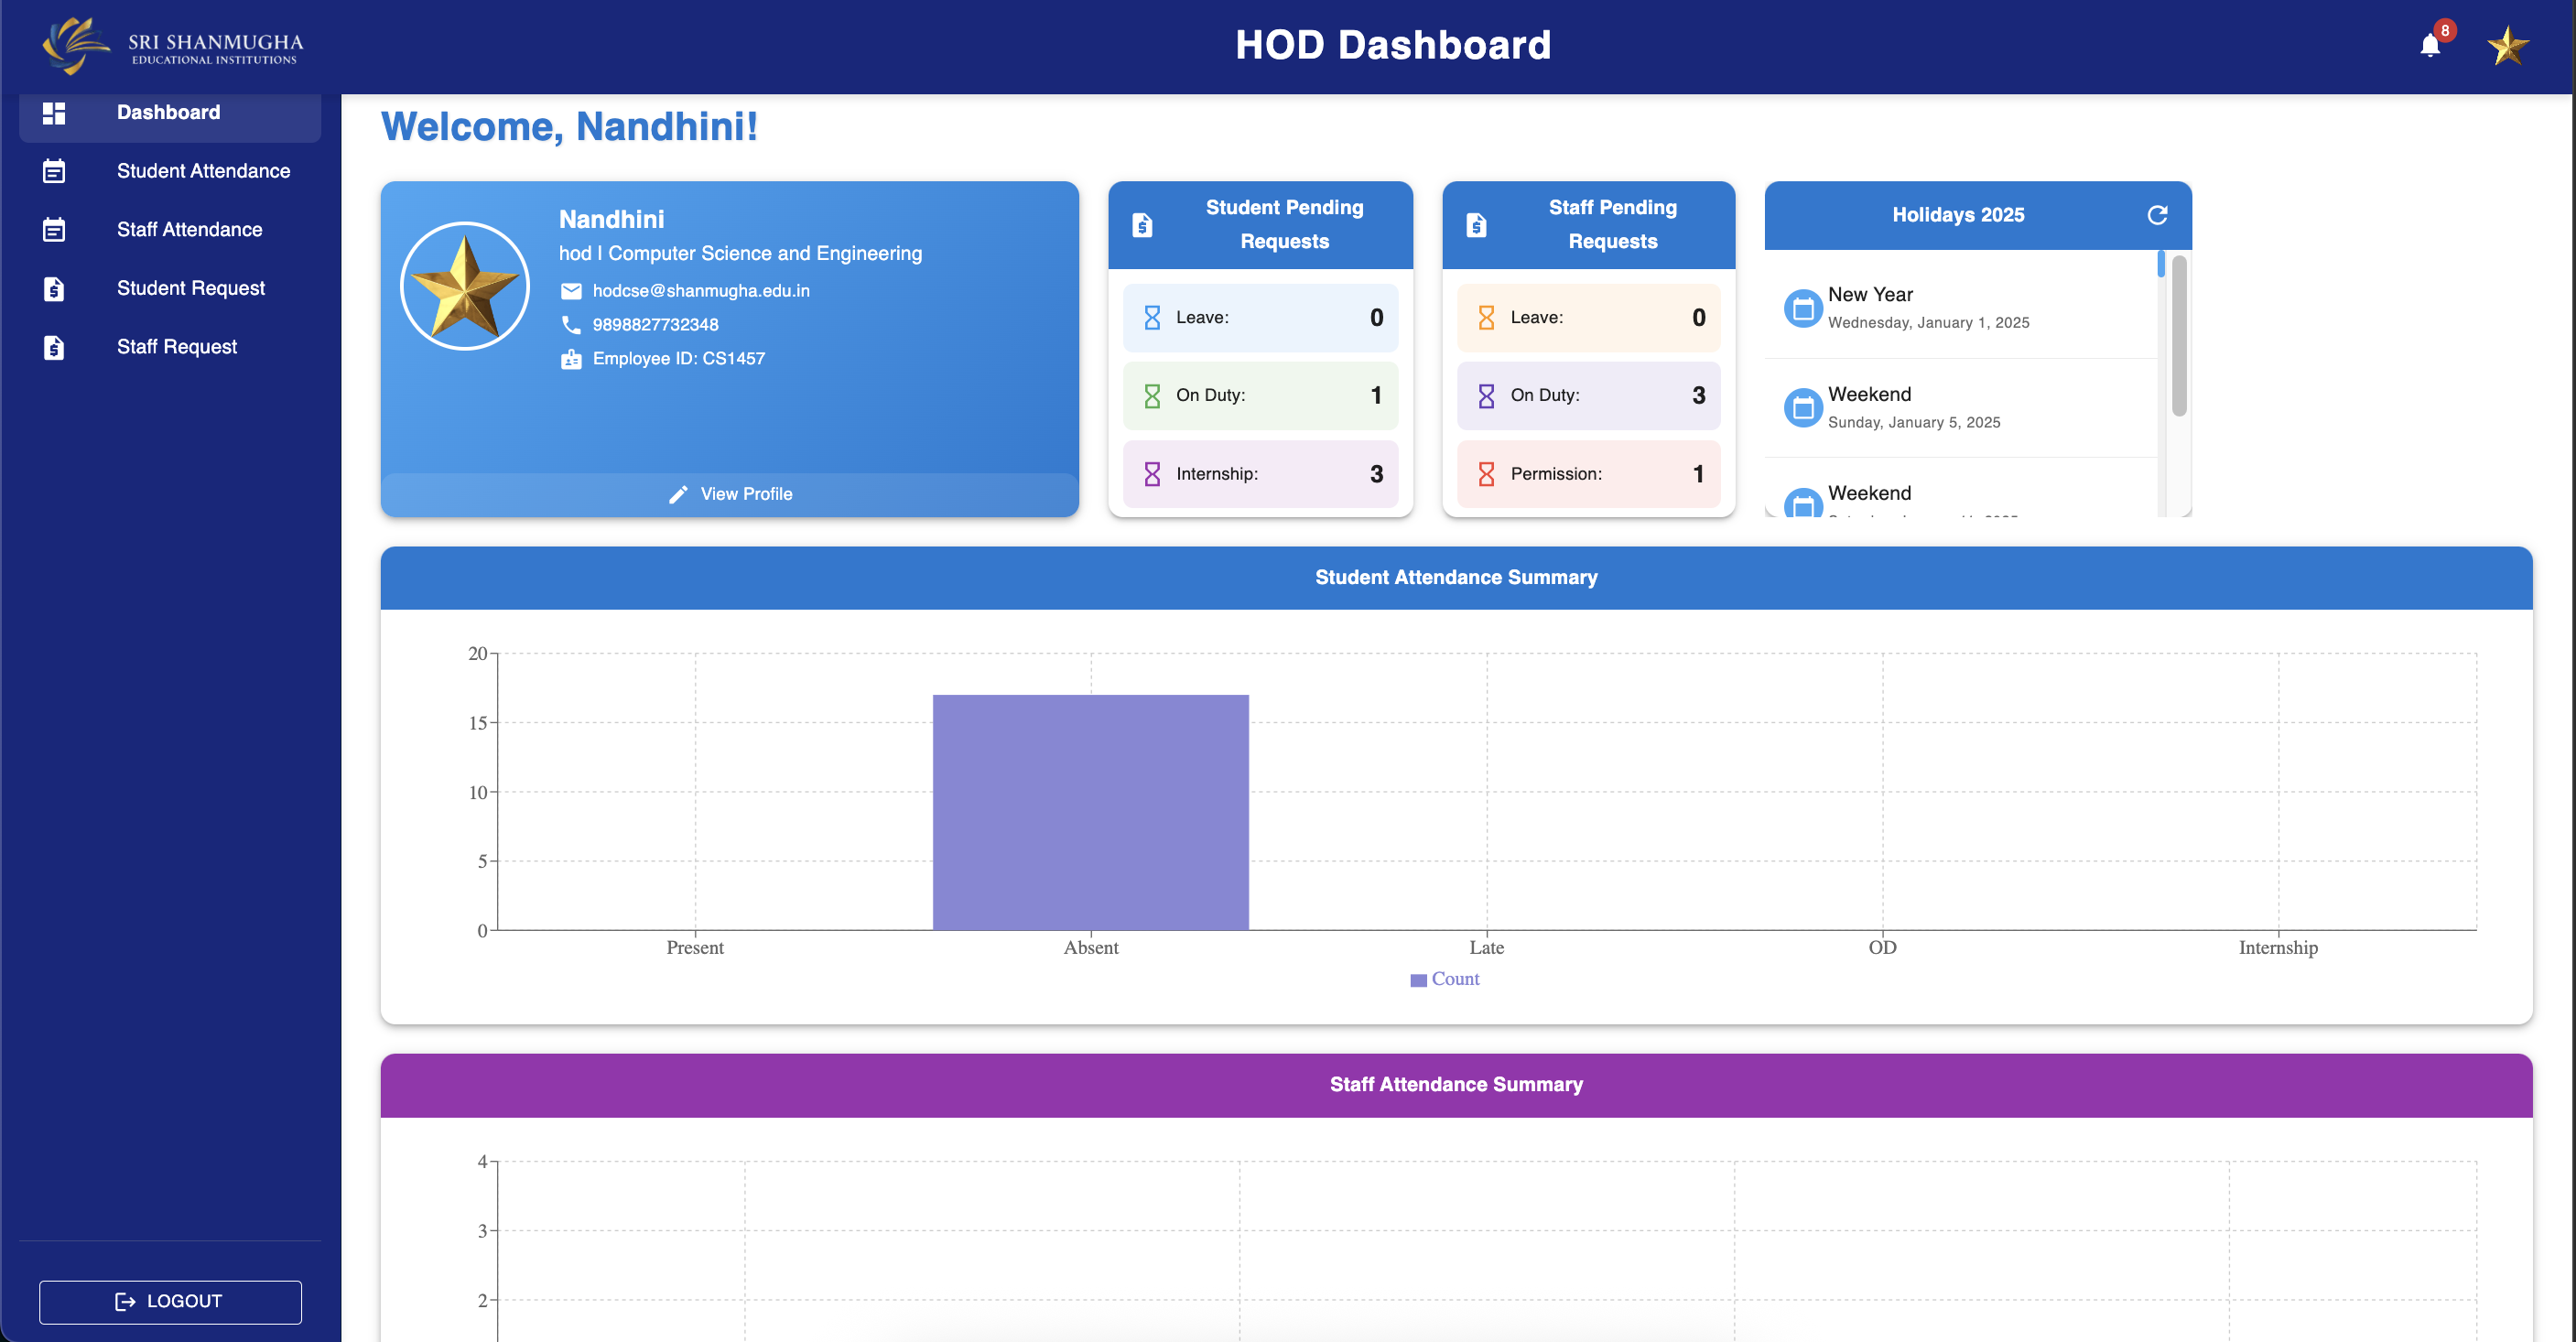 SRI SHANMUGHA
EDUCATIONAL INSTITUTIONS
HOD Dashboard
8
Dashboard
Student Attendance
Staff Attendance
Student Request
Staff Request
LOGOUT
Welcome, Nandhini!
Nandhini
hod | Computer Science and Engineering
hodcse@shanmugha.edu.in
9898827732348
Employee ID: CS1457
View Profile
Student Pending
Requests
Leave: 0
On Duty: 1
Internship: 3
Staff Pending
Requests
Leave: 0
On Duty: 3
Permission: 1
Holidays 2025
New Year
Wednesday, January 1, 2025
Weekend
Sunday, January 5, 2025
Weekend
Student Attendance Summary
20
15
10
5
0
Present Absent Late OD Internship
Count
Staff Attendance Summary
4
3
2